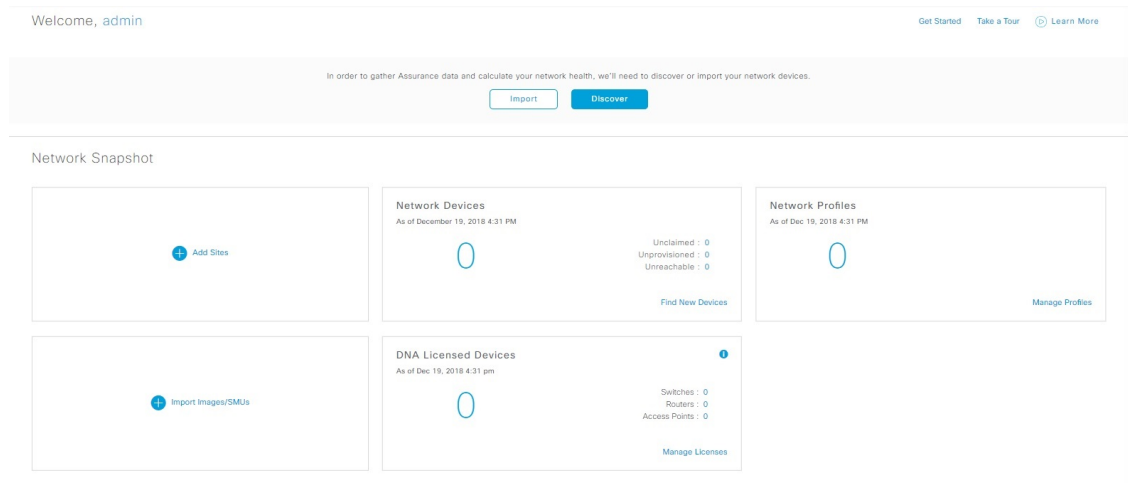 Welcome, admin
Get Started Take a Tour Learn More
In order to gather Assurance data and calculate your network health, we'll need to discover or import your network devices.
Import Discover
Network Snapshot
Add Sites
Network Devices
As of December 19, 2018 4:31 PM
0
Unclaimed : 0
Unprovisioned : 0
Unreachable : 0
Find New Devices
Network Profiles
As of Dec 19, 2018 4:31 PM
0
Manage Profiles
Import Images/SMUs
DNA Licensed Devices
As of Dec 19, 2018 4:31 pm
0
Switches : 0
Routers : 0
Access Points : 0
Manage Licenses